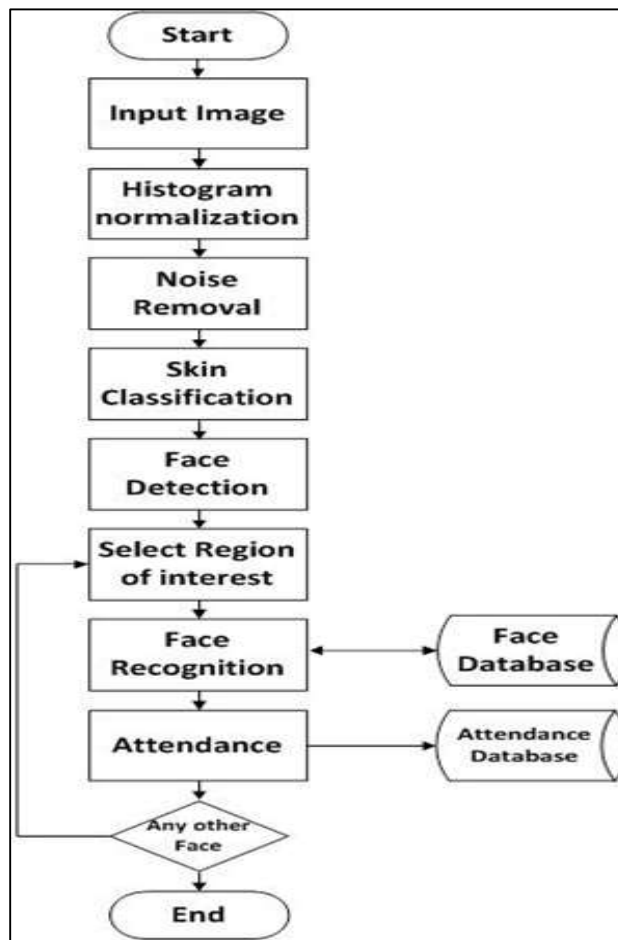 Start
Input Image
Histogram
normalization
Noise
Removal
Skin
Classification
Face
Detection
Select Region
of interest
Face
Recognition
Face
Database
Attendance
Attendance
Database
Any other
Face
End